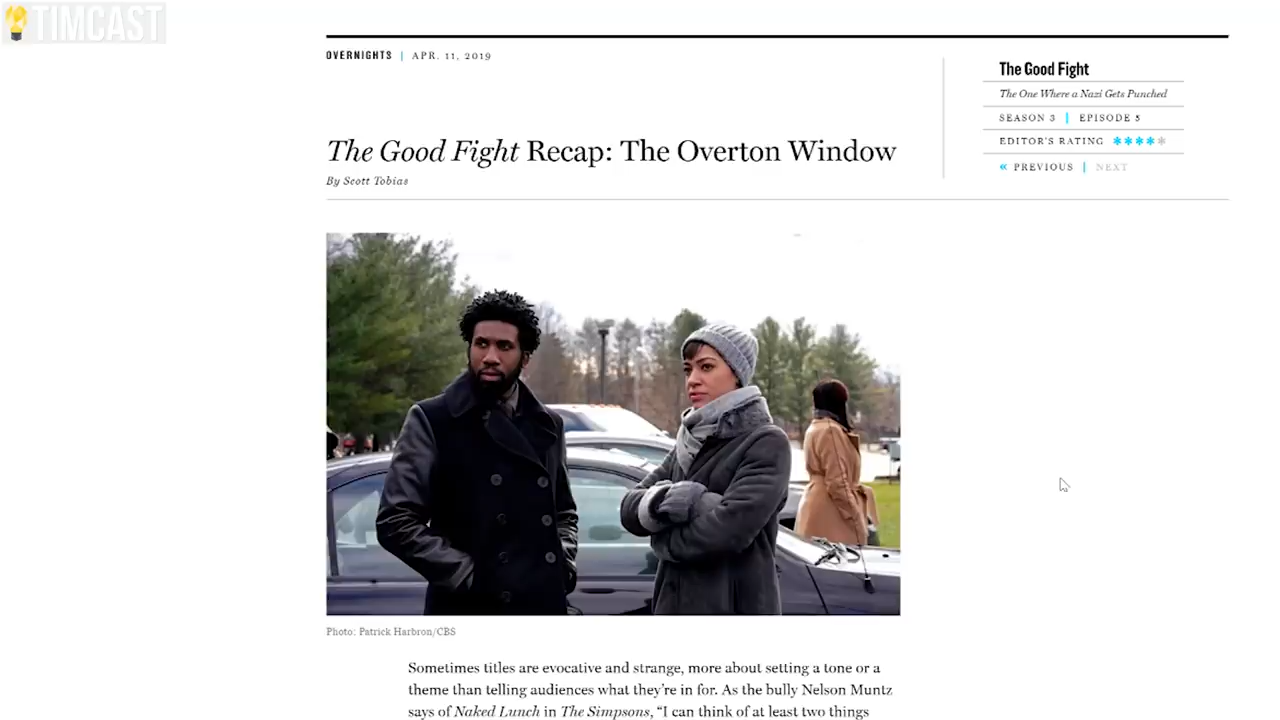 TIMCAST
OVERNIGHTS | APR. 11, 2019
The Good Fight Recap: The Overton Window
By Scott Tobias
The Good Fight
The One Where a Nazi Gets Punched
SEASON 3 | EPISODE 5
EDITOR'S RATING *****
« PREVIOUS | NEXT
Photo: Patrick Harbron/CBS
Sometimes titles are evocative and strange, more about setting a tone or a
theme than telling audiences what they're in for. As the bully Nelson Muntz
says of Naked Lunch in The Simpsons, “I can think of at least two things